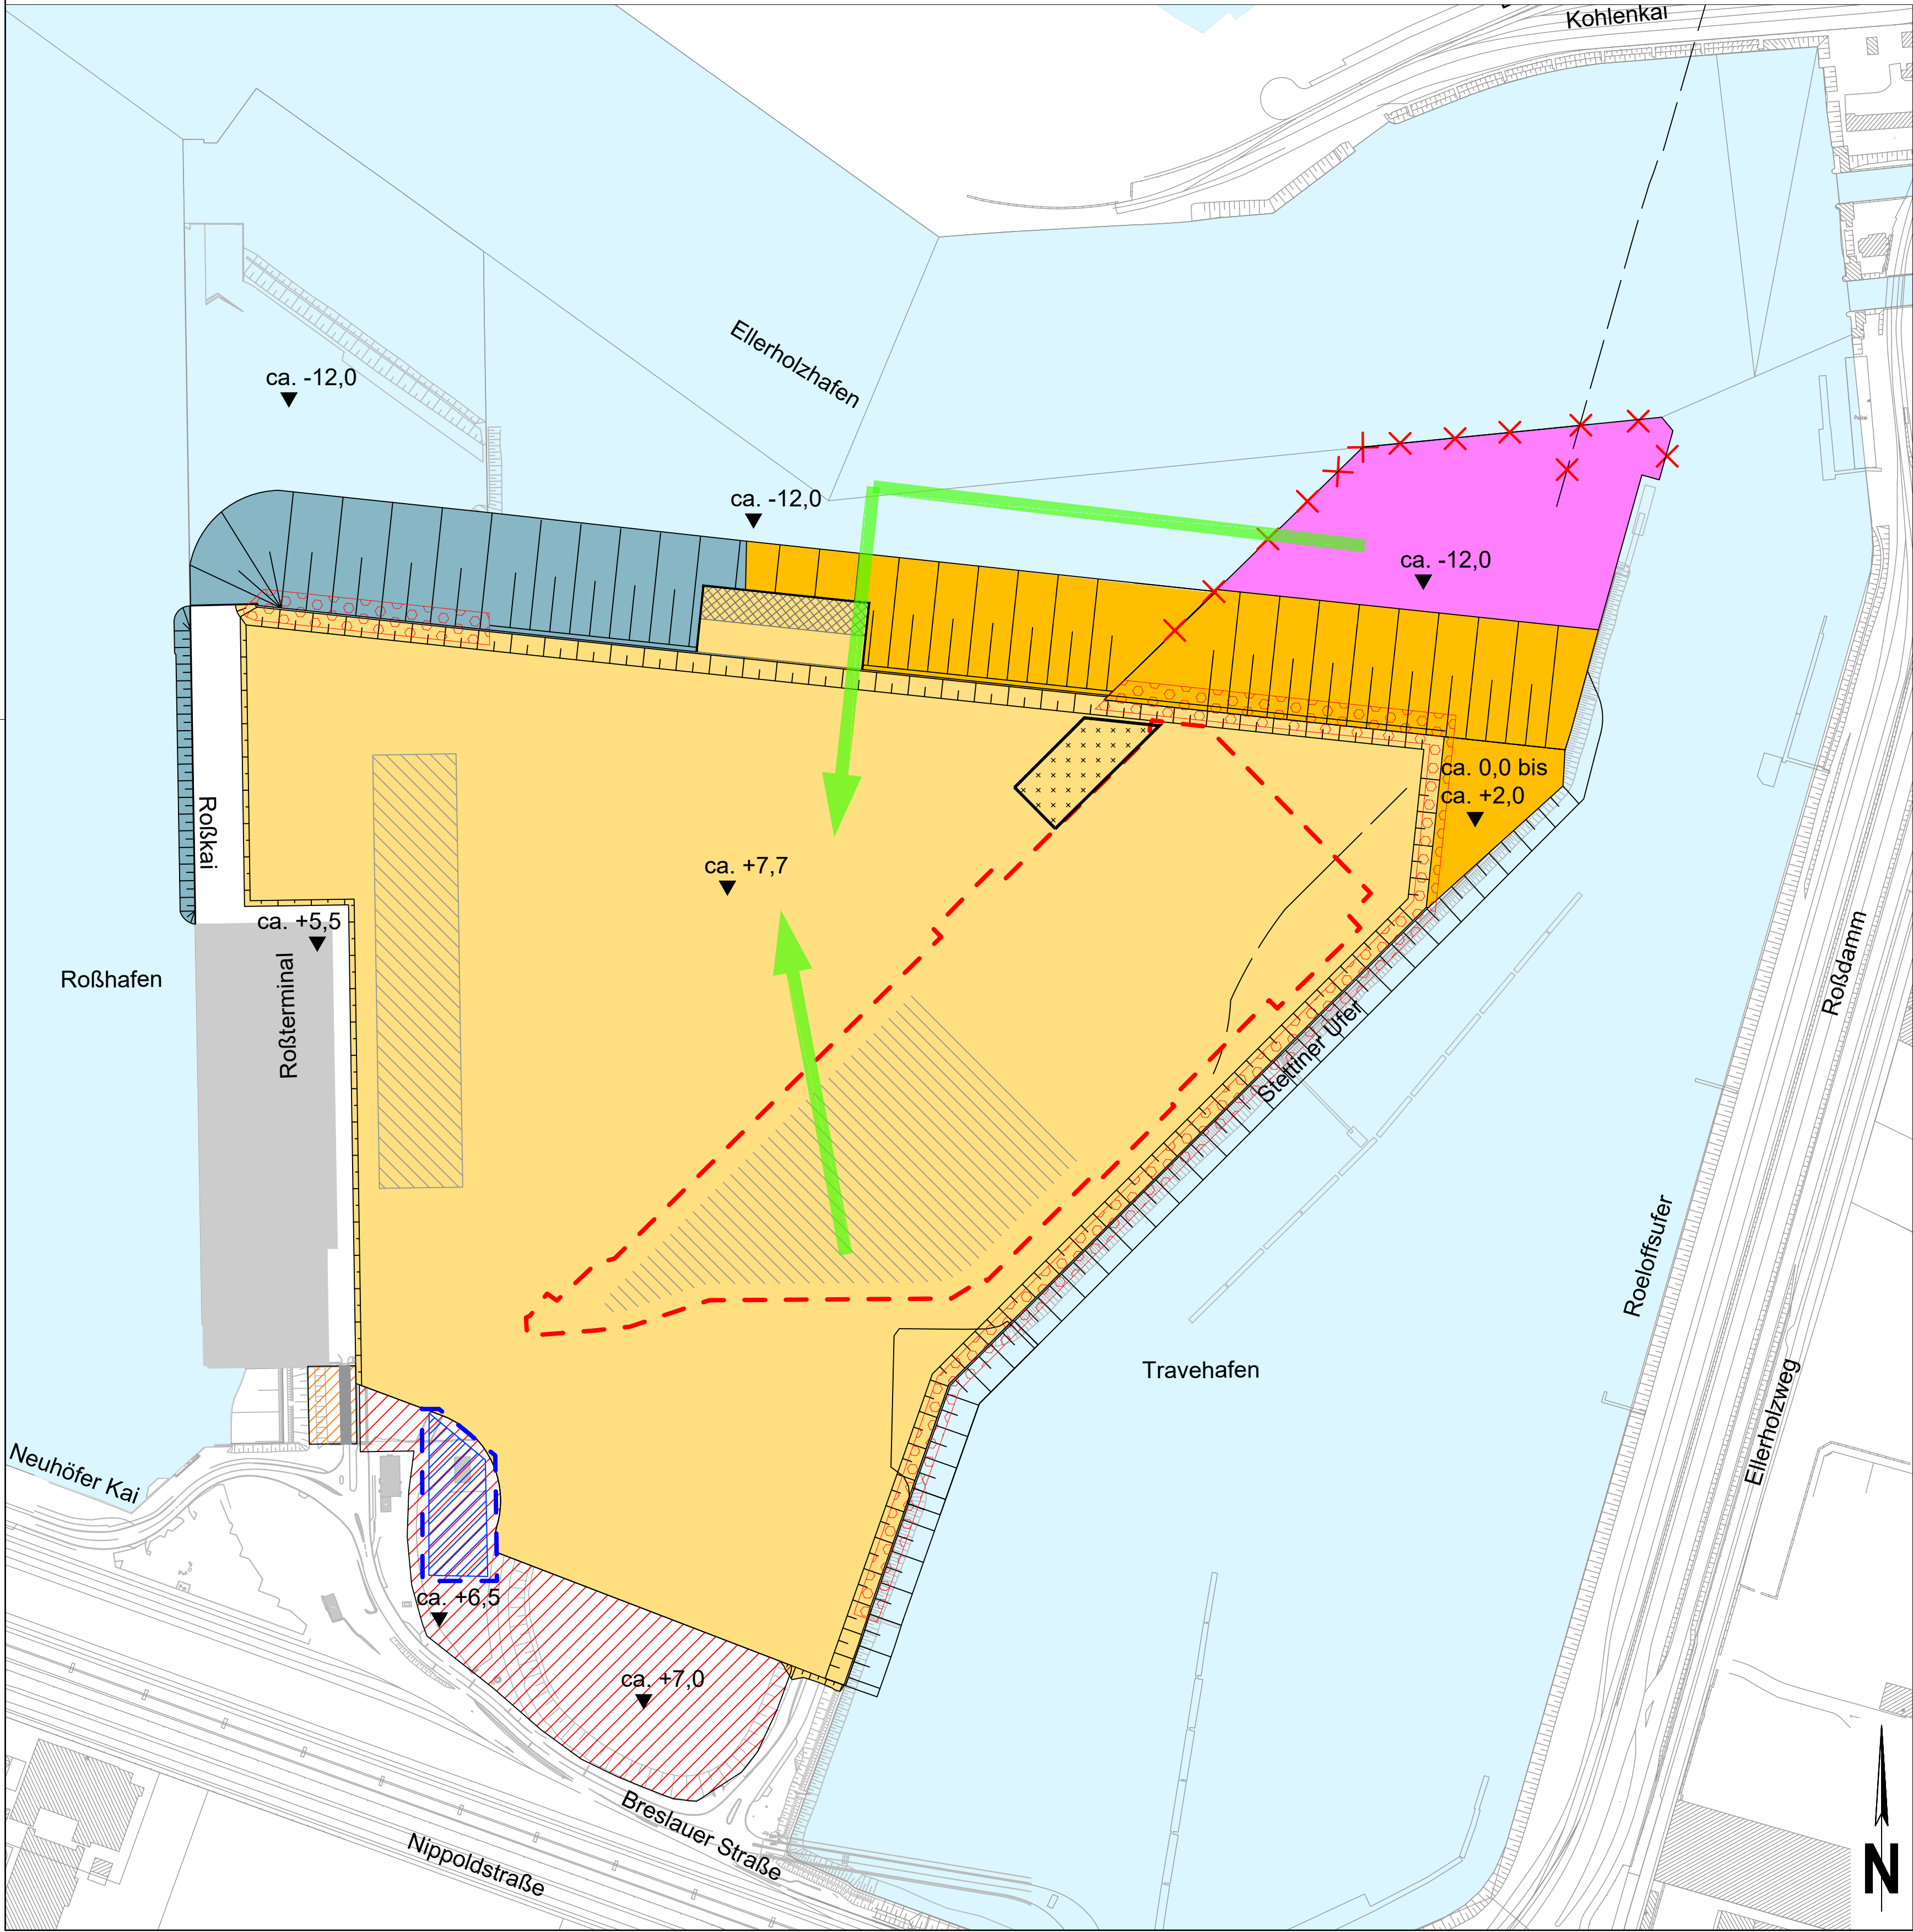 Kohlenkai
Ellerholzhafen
ca. -12,0
ca. -12,0
ca. -12,0
ca. 0,0 bis
ca. +2,0
Roßkai
ca. +7,7
ca. +5,5
Roßhafen
Roßterminal
Roßdamm
Stettiner Ufer
Roeloffsufer
Travehafen
Ellerholzweg
Neuhöfer Kai
ca. +6,5
ca. +7,0
Breslauer Straße
Nippoldstraße
N